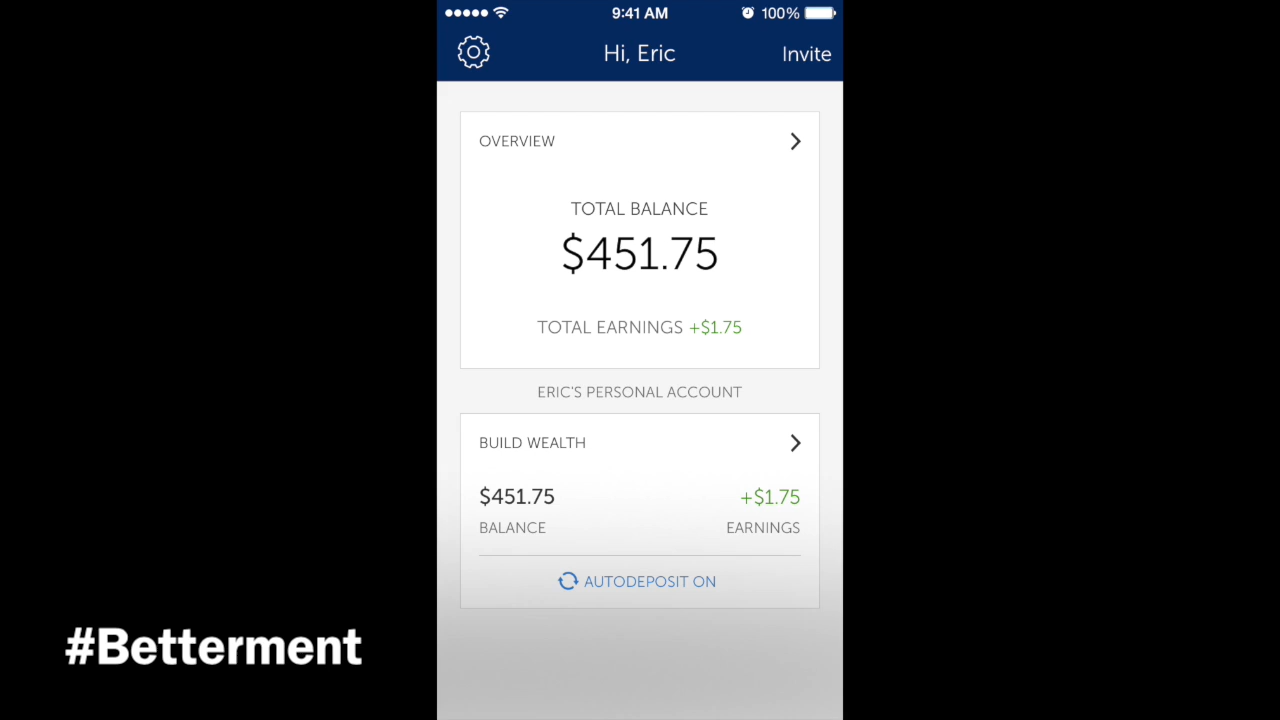 9:41 AM
100%
Hi, Eric
Invite
OVERVIEW
TOTAL BALANCE
$451.75
TOTAL EARNINGS +$1.75
ERIC'S PERSONAL ACCOUNT
BUILD WEALTH
$451.75
+$1.75
BALANCE
EARNINGS
AUTODEPOSIT ON
#Betterment